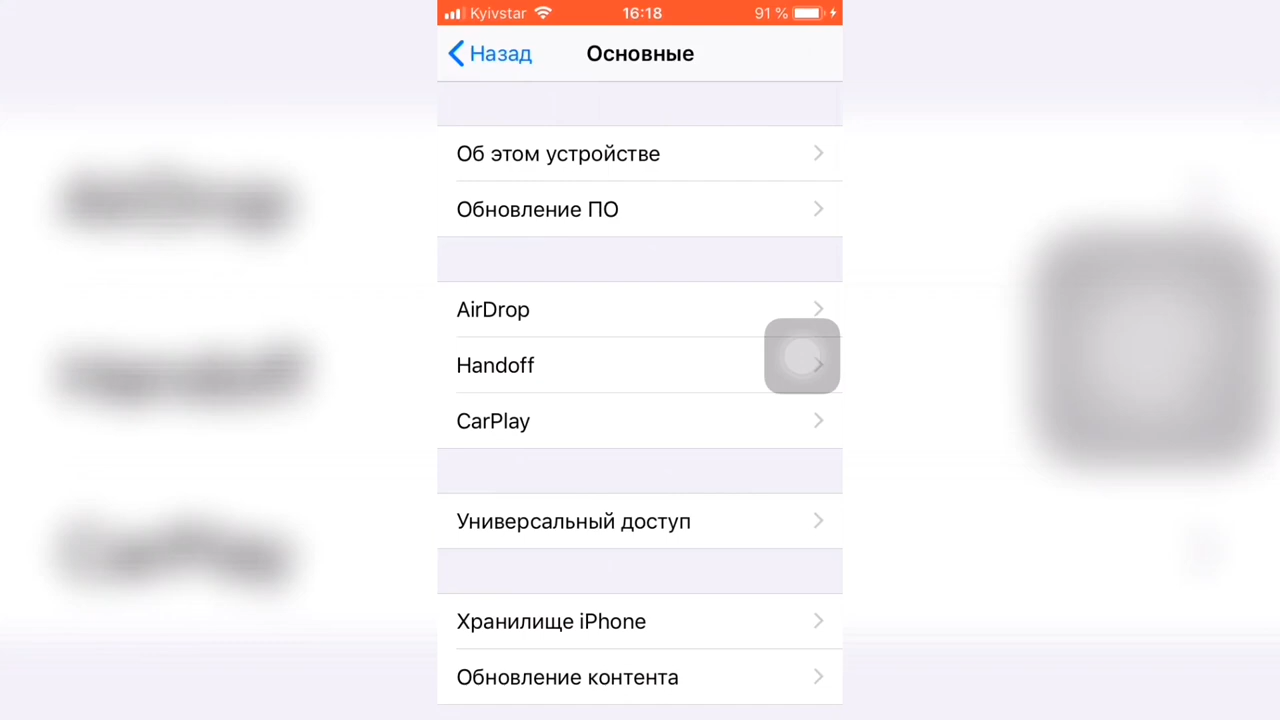 Kyivstar 16:18 91 %
Назад Основные
Об этом устройстве
Обновление ПО
AirDrop
Handoff
CarPlay
Универсальный доступ
Хранилище iPhone
Обновление контента